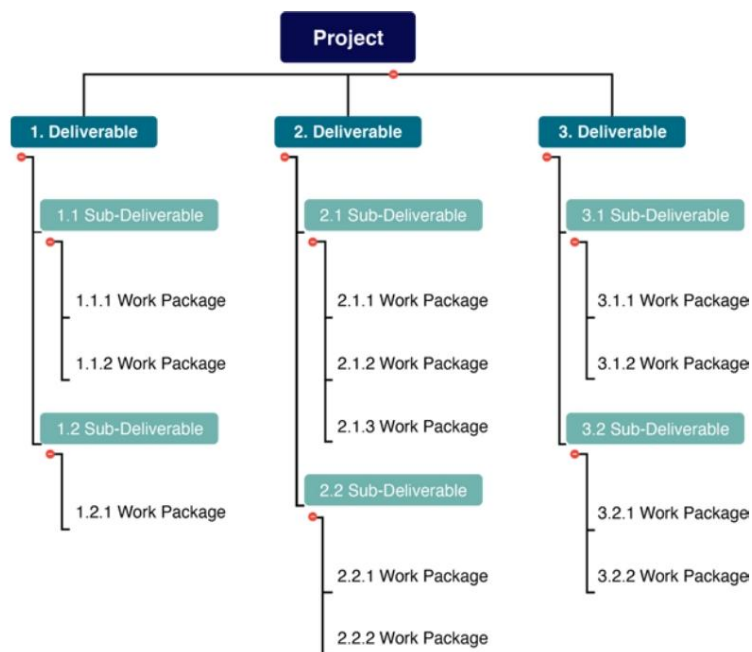 Project
1. Deliverable
1.1 Sub-Deliverable
1.1.1 Work Package
1.1.2 Work Package
1.2 Sub-Deliverable
1.2.1 Work Package
2. Deliverable
2.1 Sub-Deliverable
2.1.1 Work Package
2.1.2 Work Package
2.1.3 Work Package
2.2 Sub-Deliverable
2.2.1 Work Package
2.2.2 Work Package
3. Deliverable
3.1 Sub-Deliverable
3.1.1 Work Package
3.1.2 Work Package
3.2 Sub-Deliverable
3.2.1 Work Package
3.2.2 Work Package